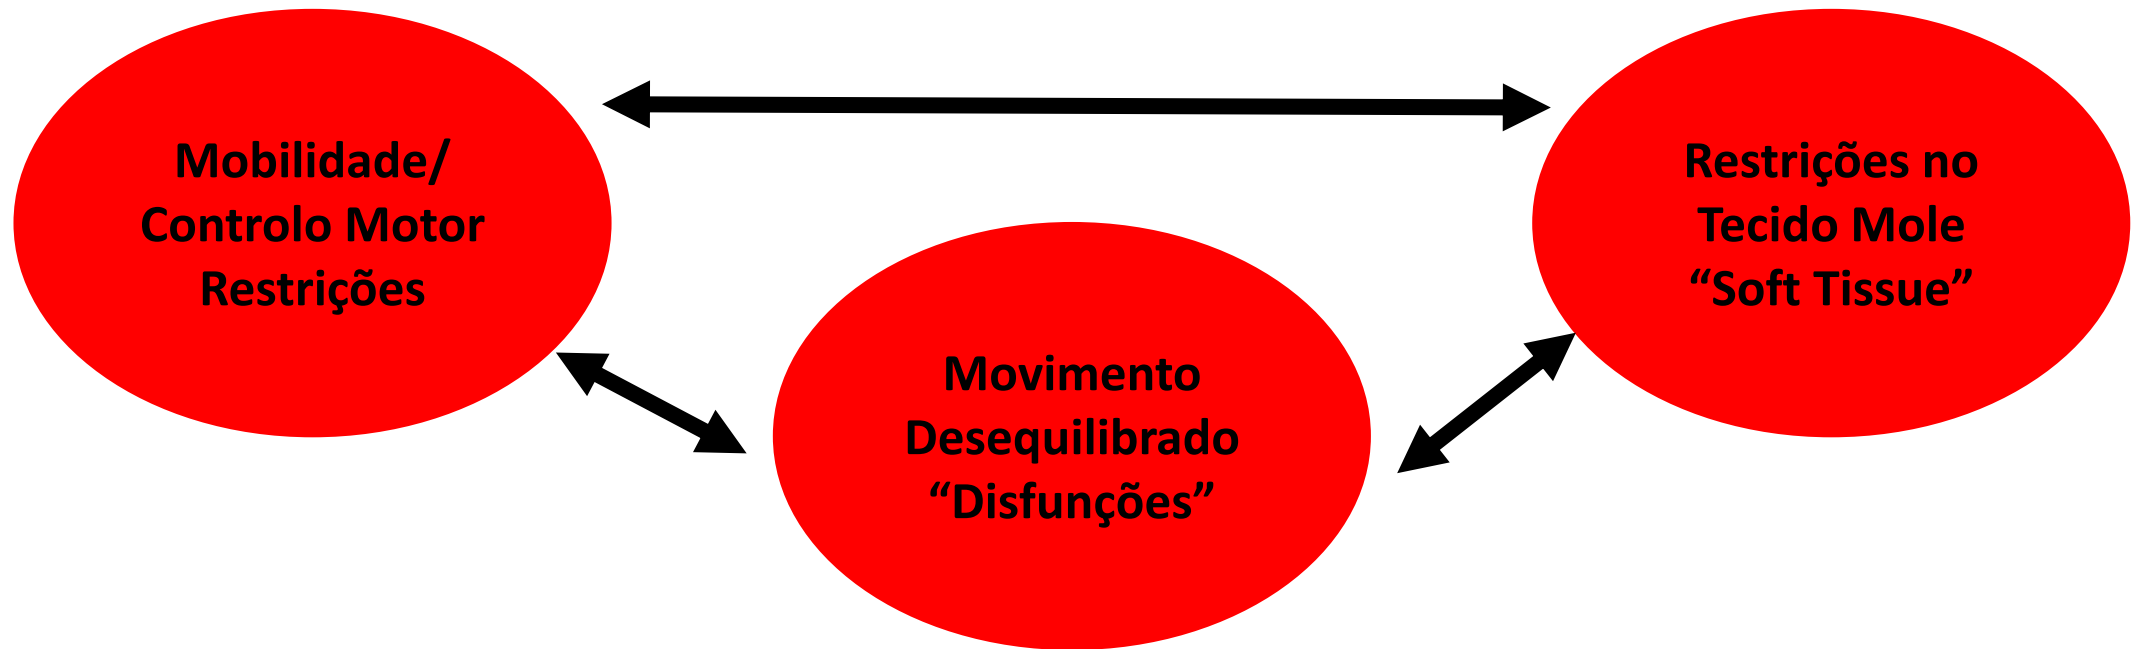 Mobilidade/
Controlo Motor
Restrições
Movimento
Desequilibrado
“Disfunções”
Restrições no
Tecido Mole
“Soft Tissue”